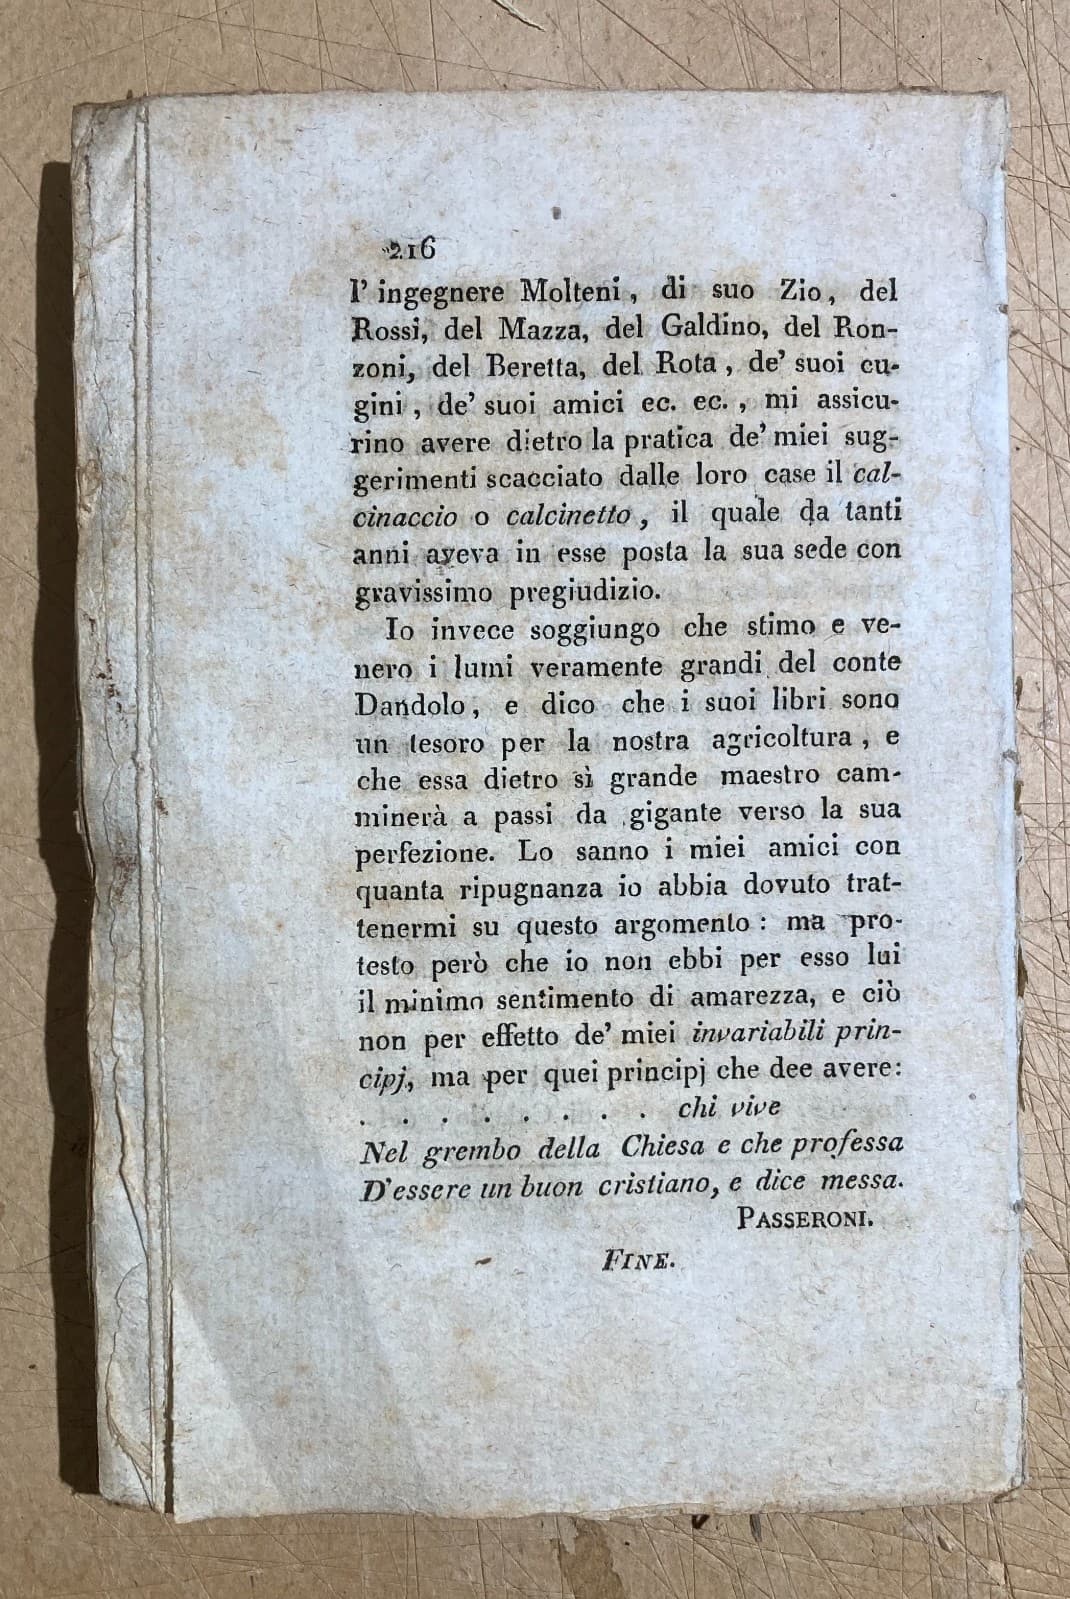 216
l' ingegnere Molteni, di suo Zio, del
Rossi, del Mazza, del Galdino, del Ron-
zoni, del Beretta, del Rota, de' suoi cu-
gini, de' suoi amici ec. ec., mi assicu-
rino avere dietro la pratica de' miei sug-
gerimenti scacciato dalle loro case il cal-
cinaccio o calcinetto, il quale da tanti
anni aveva in esse posta la sua sede con
gravissimo pregiudizio.
Io invece soggiungo che stimo e ve-
nero i lumi veramente grandi del conte
Dandolo, e dico che i suoi libri sono
un tesoro per la nostra agricoltura, e
che essa dietro sì grande maestro cam-
minerà a passi da gigante verso la sua
perfezione. Lo sanno i miei amici con
quanta ripugnanza io abbia dovuto trat-
tenermi su questo argomento: ma pro-
testo però che io non ebbi per esso lui
il minimo sentimento di amarezza, e ciò
non per effetto de' miei invariabili prin-
cipj, ma per quei principj che dee avere:
. . . . . . . . chi vive
Nel grembo della Chiesa e che professa
D'essere un buon cristiano, e dice messa.
PASSERONI.
FINE.